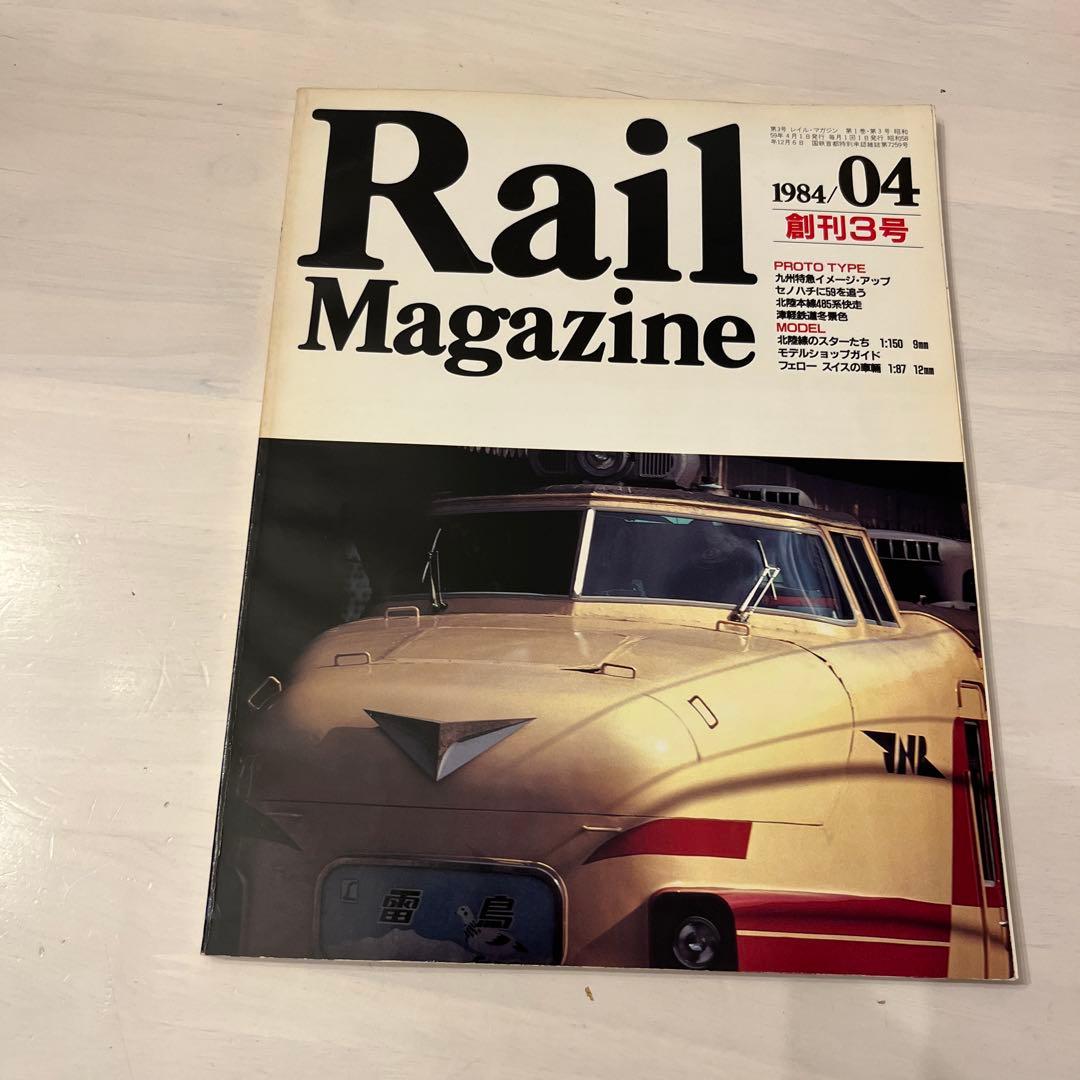 Rail
Magazine
第3号 レイル・マガジン 第1巻・第3号 昭和
59年4月1日発行 毎月1回1日発行 昭和58
年12月6日 国鉄首都特別承認雑誌第7259号
1984/04
創刊3号
PROTO TYPE
九州特急イメージ・アップ
セノハチに59を追う
北陸本線485系快走
津軽鉄道冬景色
MODEL
北陸線のスターたち 1:150 9mm
モデルショップガイド
フェロー スイスの車輛 1:87 12mm
JNR
雷鳥